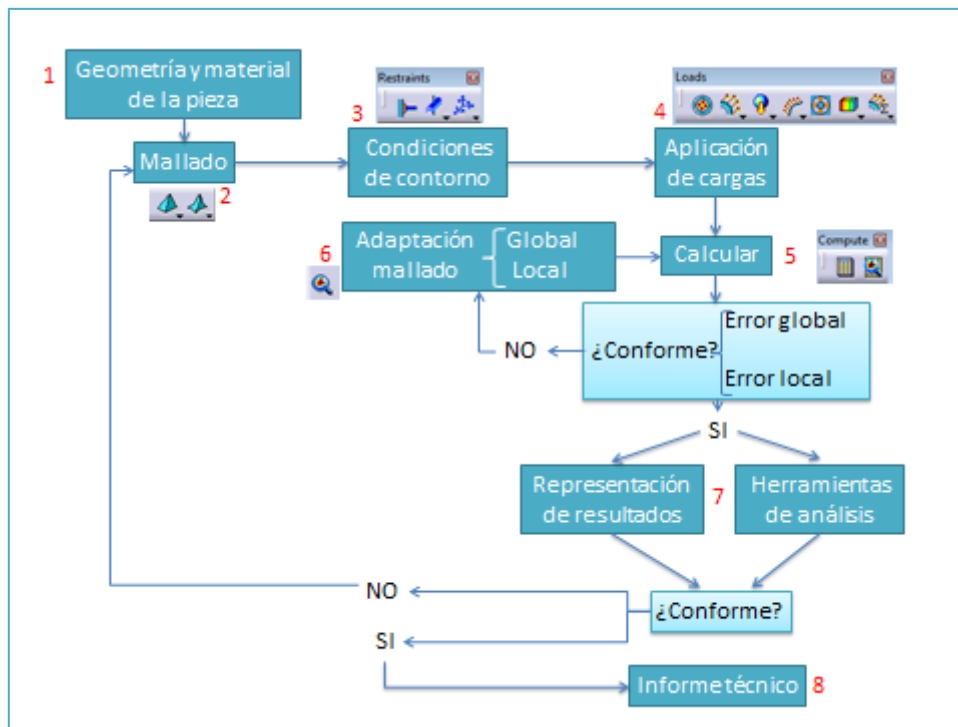 1
Geometría y material
de la pieza
Mallado
2
Restraints
3
Condiciones
de contorno
Loads
4
Aplicación
de cargas
6
Adaptación
mallado
Global
Local
Calcular
5
Compute
¿Conforme?
Error global
Error local
NO
SI
Representación
de resultados
7
Herramientas
de análisis
¿Conforme?
NO
SI
Informe técnico
8